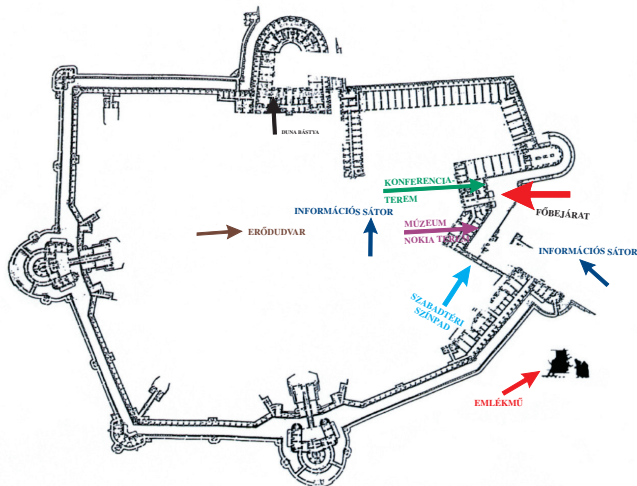 DUNA BÁSTYA
KONFERENCIA-
TEREM
FŐBEJÁRAT
INFORMÁCIÓS SÁTOR
MÚZEUM
NOKIA TEREM
ERŐDUDVAR
INFORMÁCIÓS SÁTOR
SZABADTÉRI
SZÍNPAD
EMLÉKMŰ